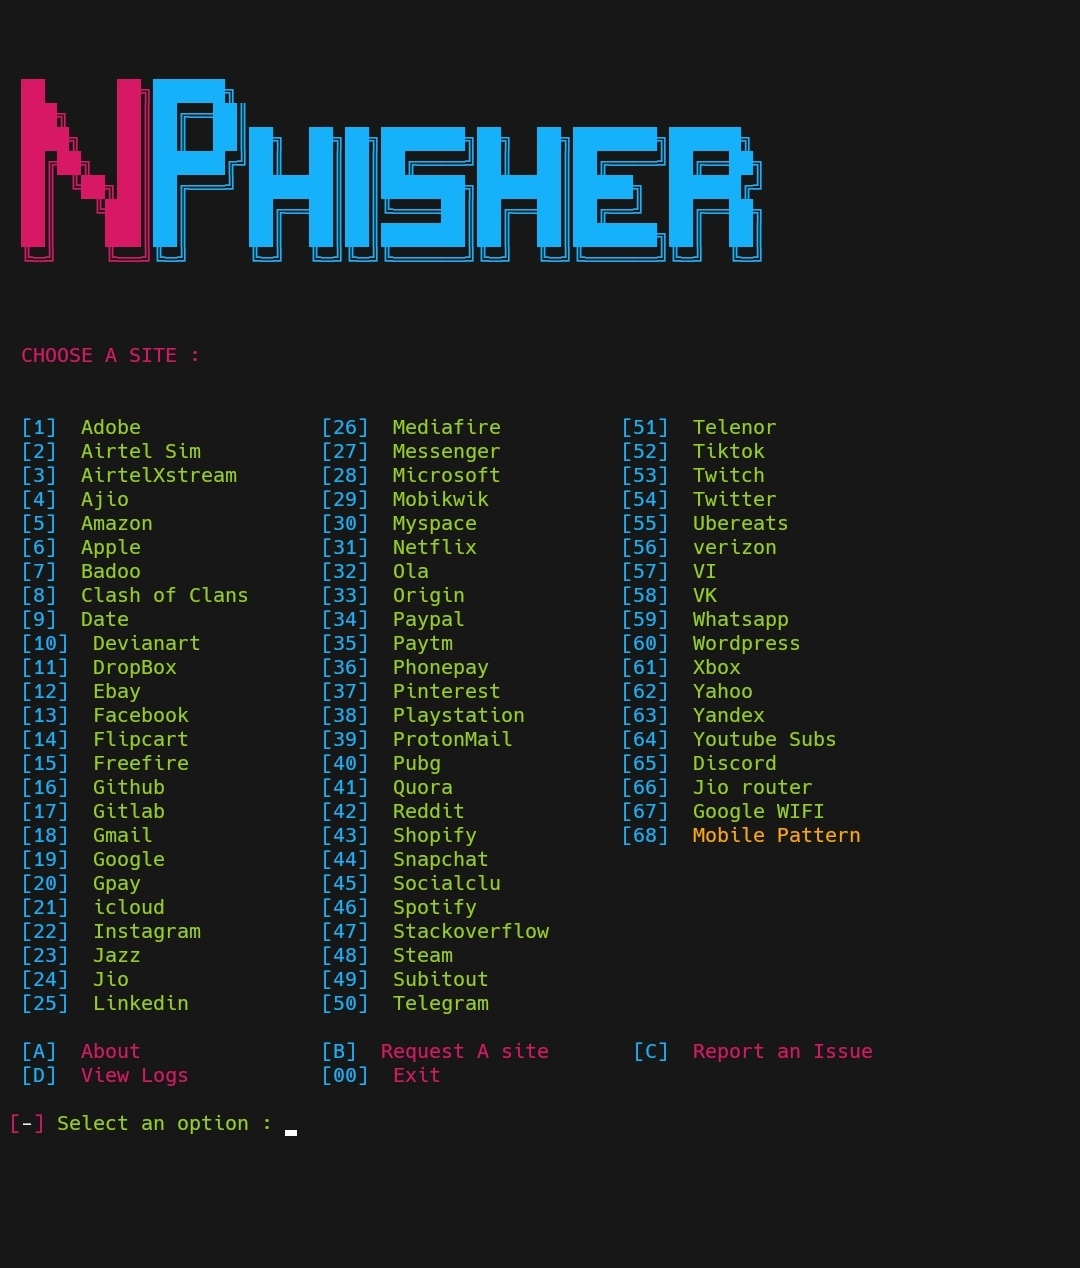 NPHISHER
CHOOSE A SITE :
[1] Adobe [26] Mediafire [51] Telenor
[2] Airtel Sim [27] Messenger [52] Tiktok
[3] AirtelXstream [28] Microsoft [53] Twitch
[4] Ajio [29] Mobikwik [54] Twitter
[5] Amazon [30] Myspace [55] Ubereats
[6] Apple [31] Netflix [56] verizon
[7] Badoo [32] Ola [57] VI
[8] Clash of Clans [33] Origin [58] VK
[9] Date [34] Paypal [59] Whatsapp
[10] Devianart [35] Paytm [60] Wordpress
[11] DropBox [36] Phonepay [61] Xbox
[12] Ebay [37] Pinterest [62] Yahoo
[13] Facebook [38] Playstation [63] Yandex
[14] Flipcart [39] ProtonMail [64] Youtube Subs
[15] Freefire [40] Pubg [65] Discord
[16] Github [41] Quora [66] Jio router
[17] Gitlab [42] Reddit [67] Google WIFI
[18] Gmail [43] Shopify [68] Mobile Pattern
[19] Google [44] Snapchat
[20] Gpay [45] Socialclu
[21] icloud [46] Spotify
[22] Instagram [47] Stackoverflow
[23] Jazz [48] Steam
[24] Jio [49] Subitout
[25] Linkedin [50] Telegram
[A] About [B] Request A site [C] Report an Issue
[D] View Logs [00] Exit
[-] Select an option :